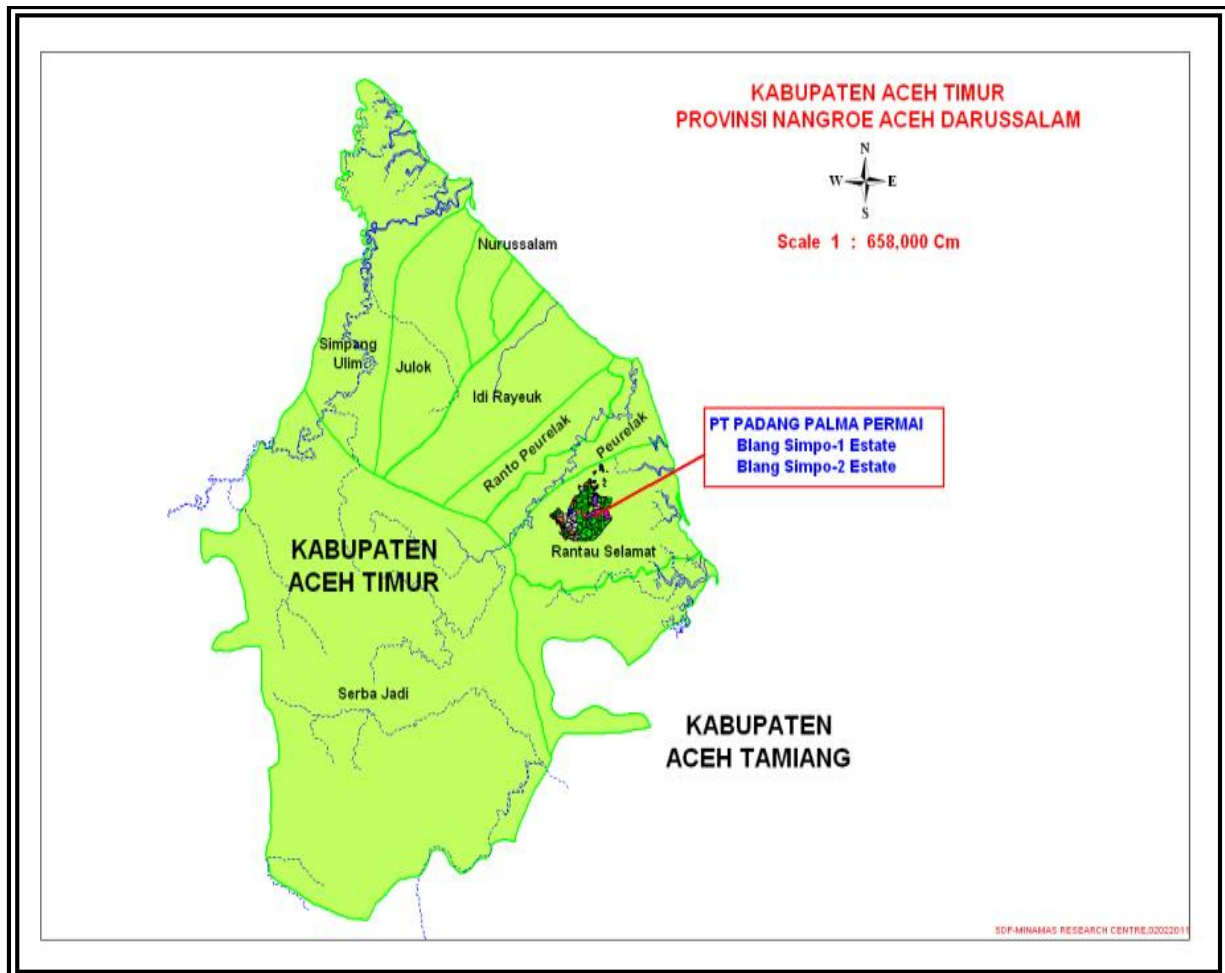 KABUPATEN ACEH TIMUR
PROVINSI NANGROE ACEH DARUSSALAM
N
W
E
S
Scale 1 : 658,000 Cm
Nurussalam
Simpang
Ulim
Julok
Idi Rayeuk
Ranto Peurelak
Peurelak
PT PADANG PALMA PERMAI
Blang Simpo-1 Estate
Blang Simpo-2 Estate
Rantau Selamat
KABUPATEN
ACEH TIMUR
Serba Jadi
KABUPATEN
ACEH TAMIANG
SDP-MINAMAS RESEARCH CENTRE,02022011